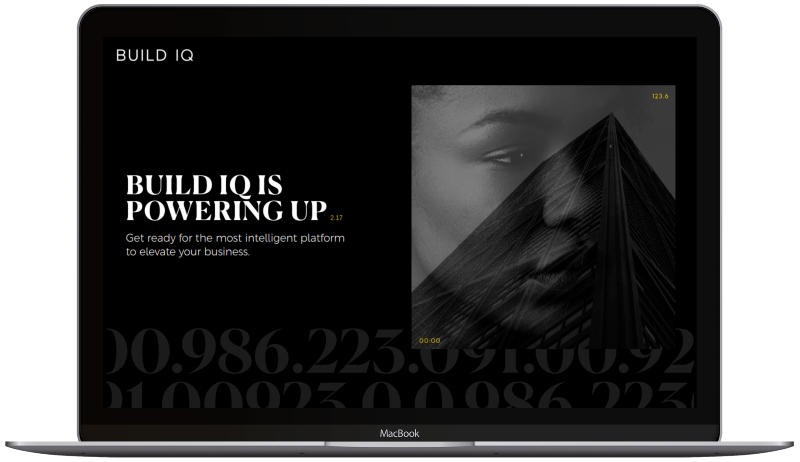 BUILD IQ
123.6
BUILD IQ IS
POWERING UP 2.17
Get ready for the most intelligent platform
to elevate your business.
00:00
00.986.223.091.00.92
01.00923.0.0.986.223
MacBook